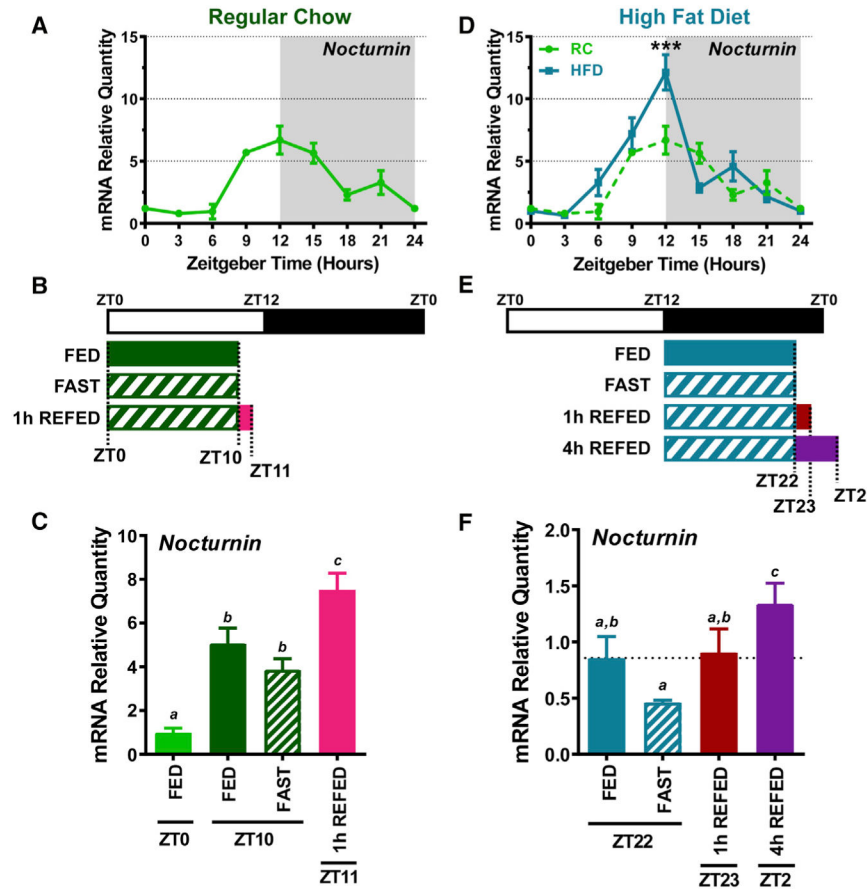 A
Regular Chow
mRNA Relative Quantity
15
10
5
0
Nocturnin
0 3 6 9 12 15 18 21 24
Zeitgeber Time (Hours)
D
High Fat Diet
mRNA Relative Quantity
15
10
5
0
RC
HFD
***
Nocturnin
0 3 6 9 12 15 18 21 24
Zeitgeber Time (Hours)
B
ZT0 ZT12 ZT0
FED
FAST
1h REFED
ZT0 ZT10
ZT11
E
ZT0 ZT12 ZT0
FED
FAST
1h REFED
4h REFED
ZT22
ZT23
ZT2
C
Nocturnin
mRNA Relative Quantity
10
8
6
4
2
0
a b b c
FED FED FAST 1h REFED
ZT0 ZT10
ZT11
F
Nocturnin
mRNA Relative Quantity
2.0
1.5
1.0
0.5
0.0
a,b a a,b c
FED FAST 1h REFED 4h REFED
ZT22
ZT23 ZT2